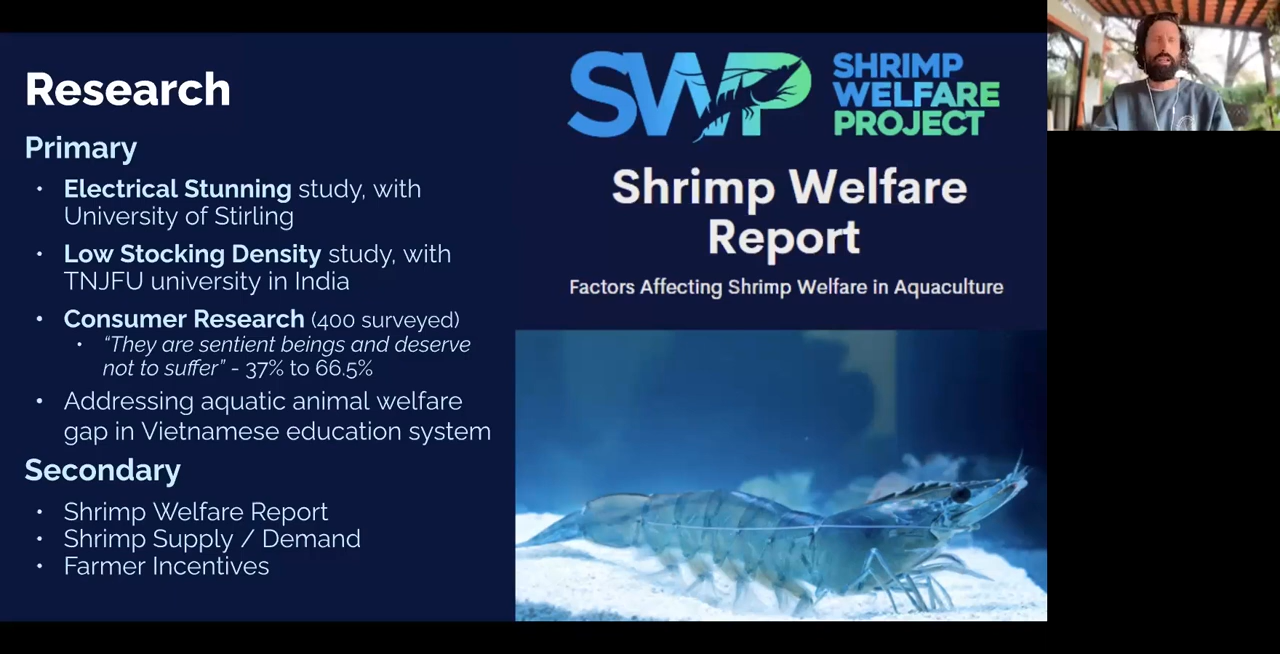 Research
Primary
• Electrical Stunning study, with
University of Stirling
• Low Stocking Density study, with
TNJFU university in India
• Consumer Research (400 surveyed)
• “They are sentient beings and deserve
not to suffer” - 37% to 66.5%
• Addressing aquatic animal welfare
gap in Vietnamese education system
Secondary
• Shrimp Welfare Report
• Shrimp Supply / Demand
• Farmer Incentives
SWP
SHRIMP
WELFARE
PROJECT
Shrimp Welfare
Report
Factors Affecting Shrimp Welfare in Aquaculture